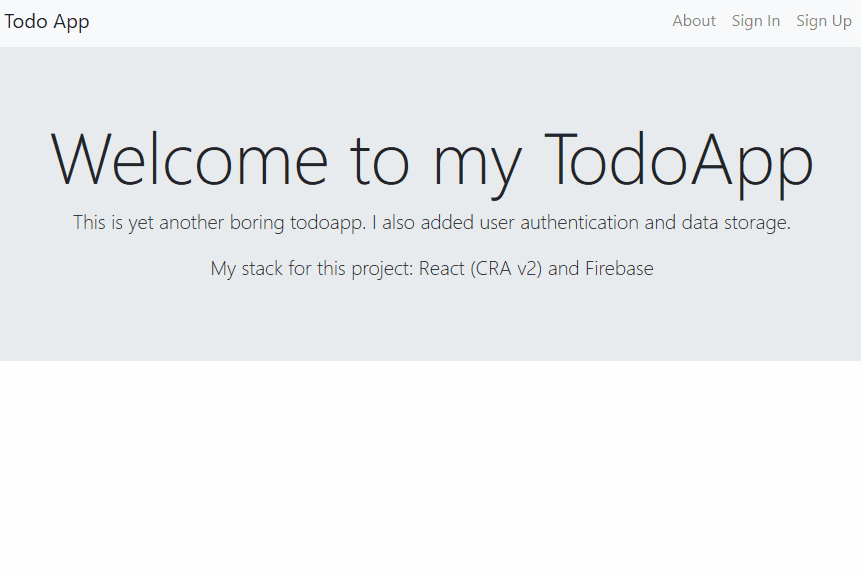 Todo App
About Sign In Sign Up
Welcome to my TodoApp
This is yet another boring todoapp. I also added user authentication and data storage.
My stack for this project: React (CRA v2) and Firebase